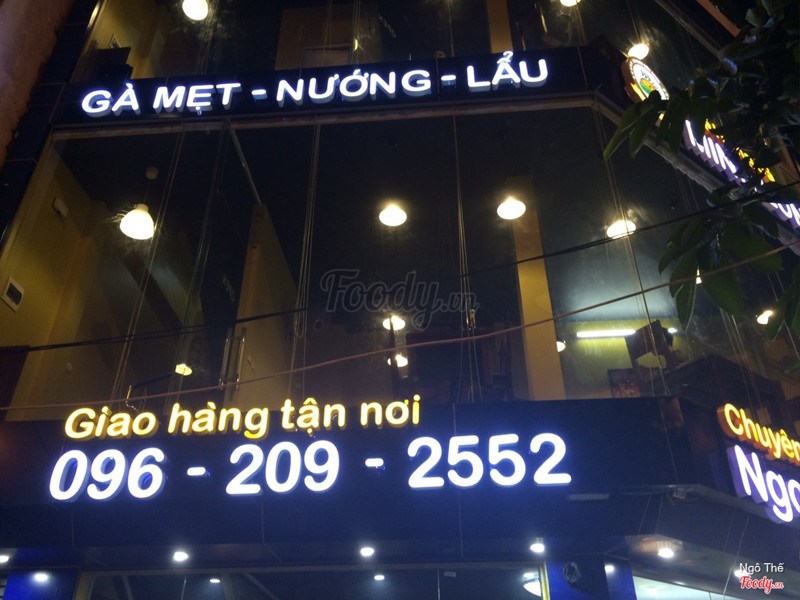 GÀ MẸT - NƯỚNG - LẨU
Foody.vn
Giao hàng tận nơi
096 - 209 - 2552
Chuyên
Ngô Thế
Foody.vn